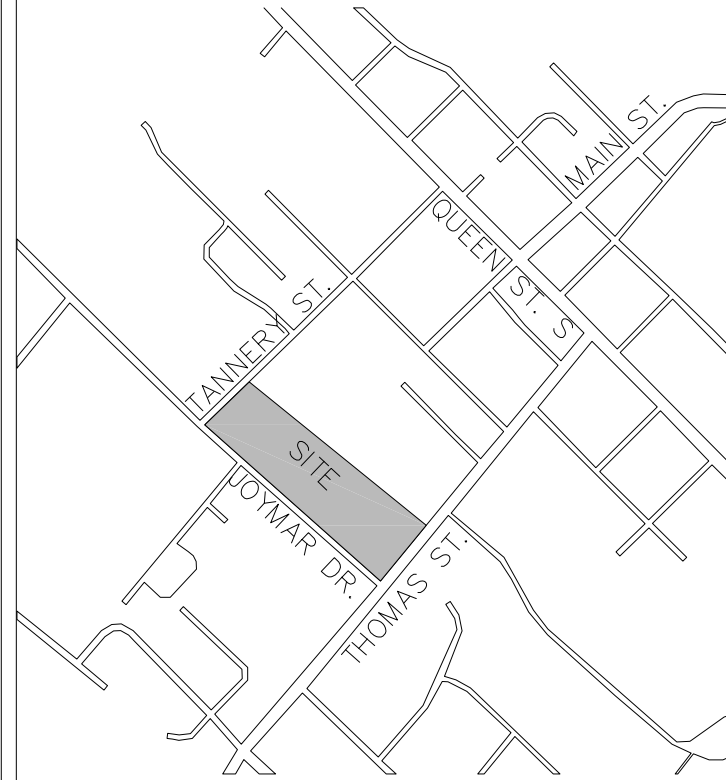 MAIN ST.
QUEEN ST. S
TANNERY ST.
SITE
JOYMAR DR.
THOMAS ST.